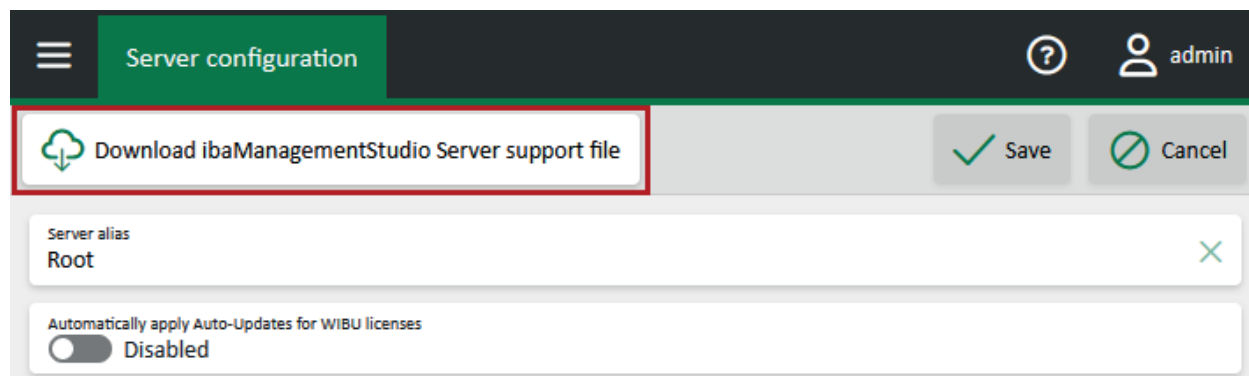 Server configuration
? admin
Download ibaManagementStudio Server support file
Save
Cancel
Server alias
Root
Automatically apply Auto-Updates for WIBU licenses
Disabled